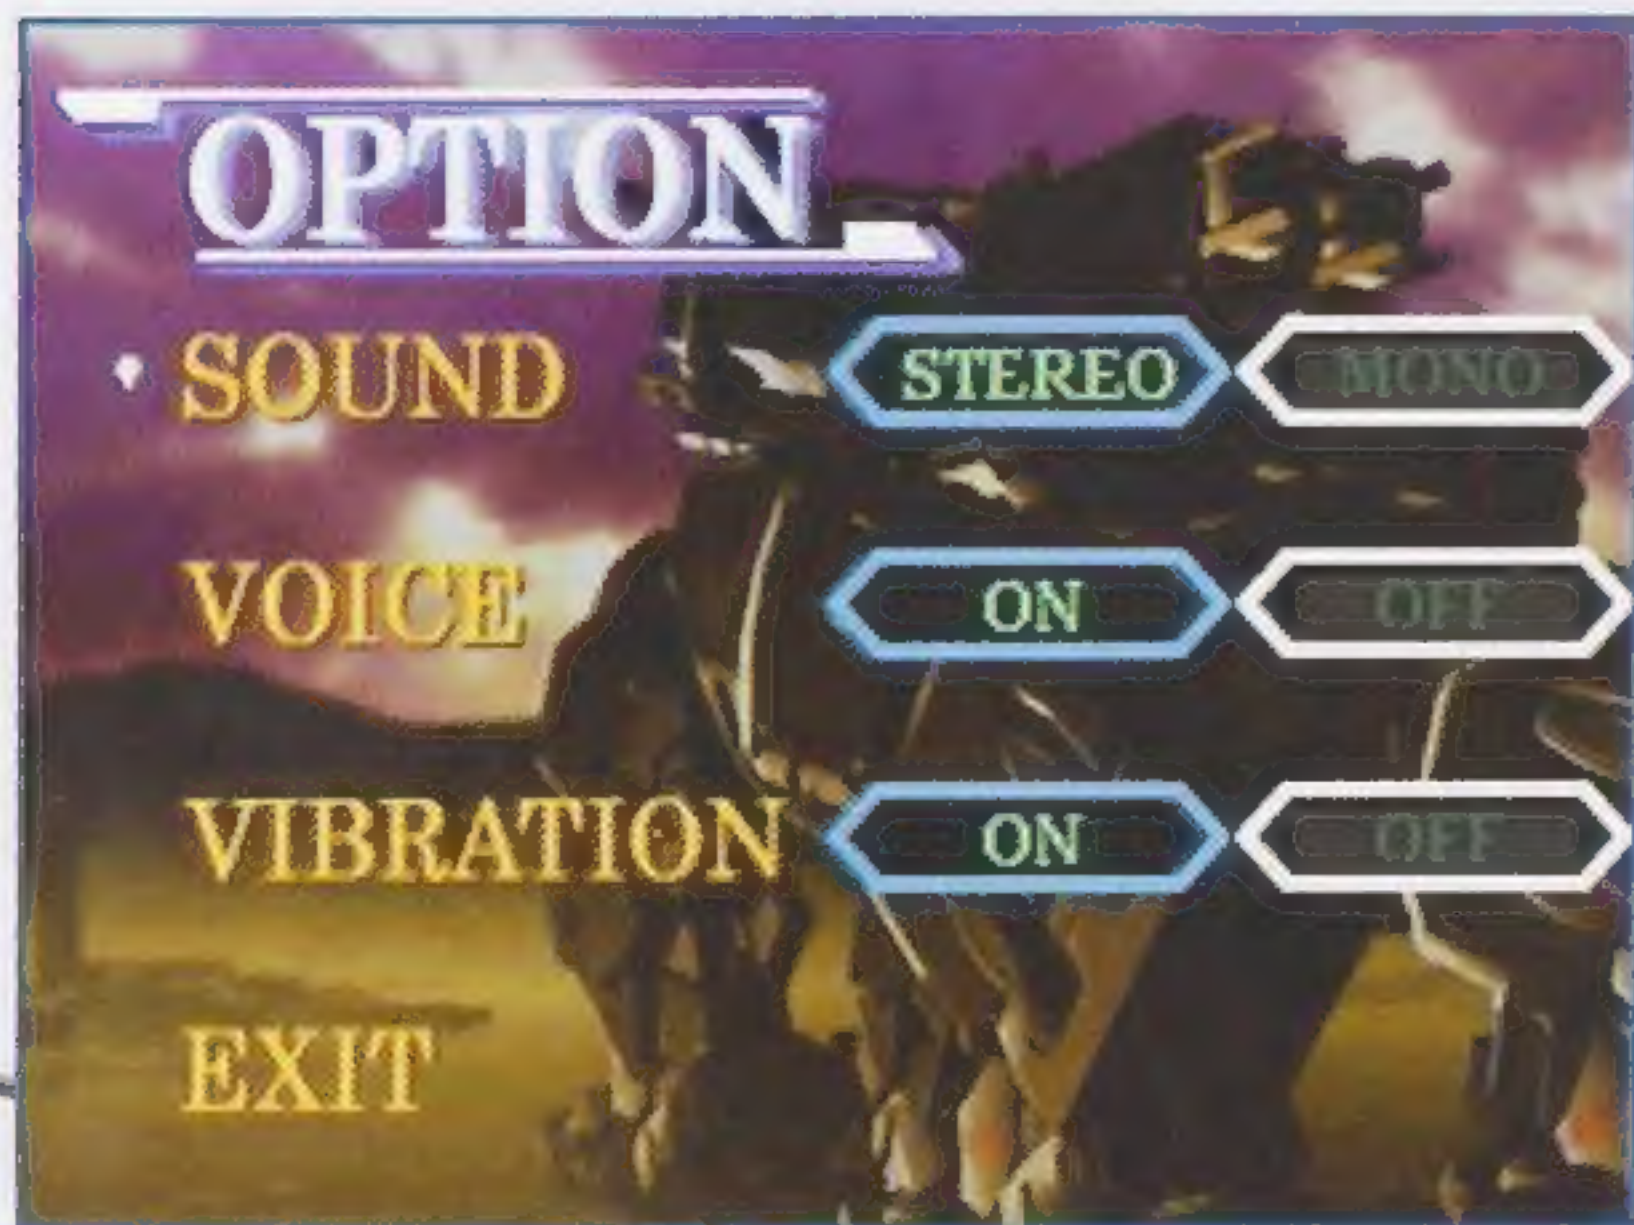 OPTION
SOUND STEREO MONO
VOICE ON OFF
VIBRATION ON OFF
EXIT